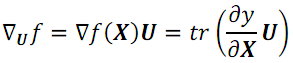 ∇_U f = ∇f(X)U = tr(∂y/∂X U)